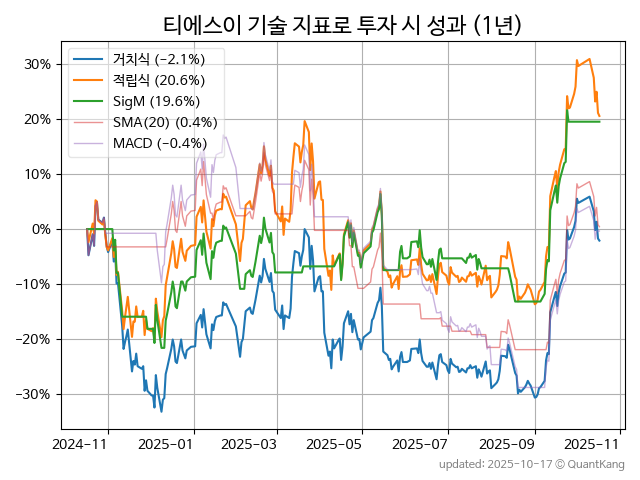 티에스이 기술 지표로 투자 시 성과 (1년)
거치식 (−2.1%)
적립식 (20.6%)
SigM (19.6%)
SMA(20) (0.4%)
MACD (−0.4%)
30%
20%
10%
0%
−10%
−20%
−30%
2024-11 2025-01 2025-03 2025-05 2025-07 2025-09 2025-11
updated: 2025-10-17 © QuantKang